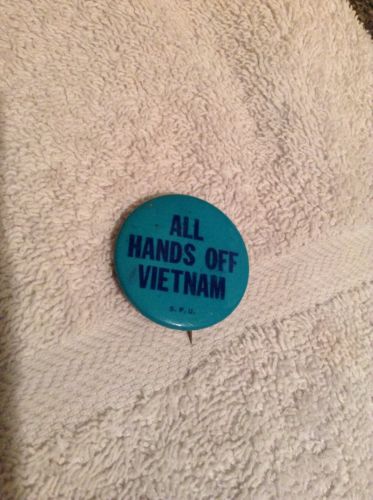 ALL
HANDS OFF
VIETNAM
S. P. U.